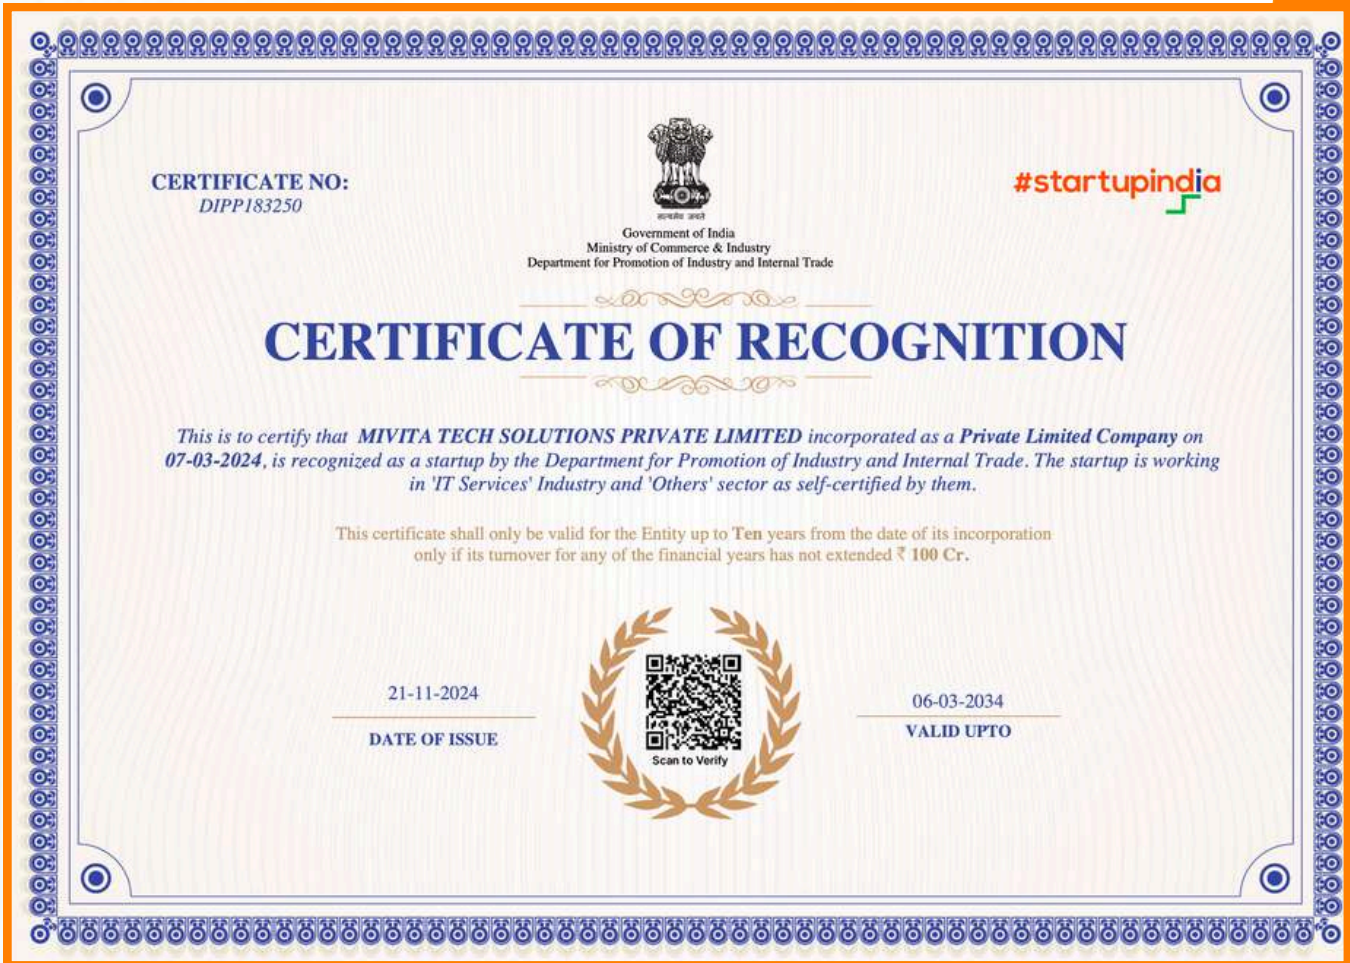 CERTIFICATE NO:
DIPP183250
#startupindia
सत्यमेव जयते
Government of India
Ministry of Commerce & Industry
Department for Promotion of Industry and Internal Trade
CERTIFICATE OF RECOGNITION
This is to certify that MIVITA TECH SOLUTIONS PRIVATE LIMITED incorporated as a Private Limited Company on
07-03-2024, is recognized as a startup by the Department for Promotion of Industry and Internal Trade. The startup is working
in 'IT Services' Industry and 'Others' sector as self-certified by them.
This certificate shall only be valid for the Entity up to Ten years from the date of its incorporation
only if its turnover for any of the financial years has not extended ₹ 100 Cr.
21-11-2024
DATE OF ISSUE
Scan to Verify
06-03-2034
VALID UPTO